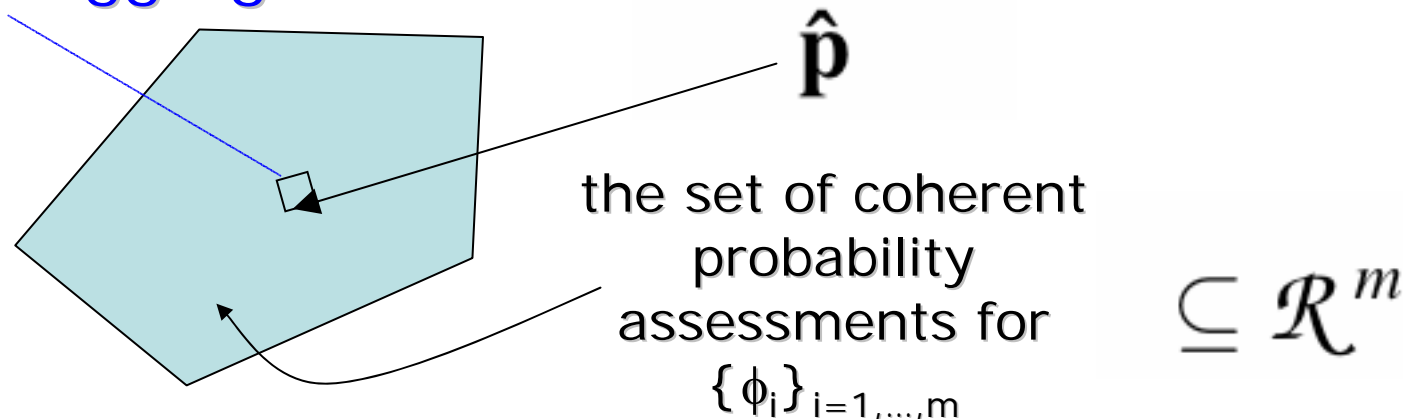 p̂
the set of coherent
probability
assessments for
{ϕᵢ}ᵢ₌₁,...,ₘ
⊆ ℛᵐ